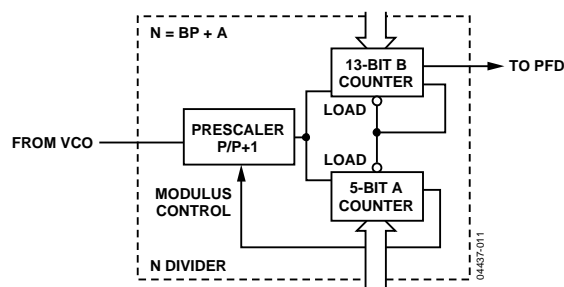 N = BP + A
13-BIT B
COUNTER
TO PFD
LOAD
PRESCALER
P/P+1
FROM VCO
LOAD
MODULUS
CONTROL
5-BIT A
COUNTER
N DIVIDER
04437-011